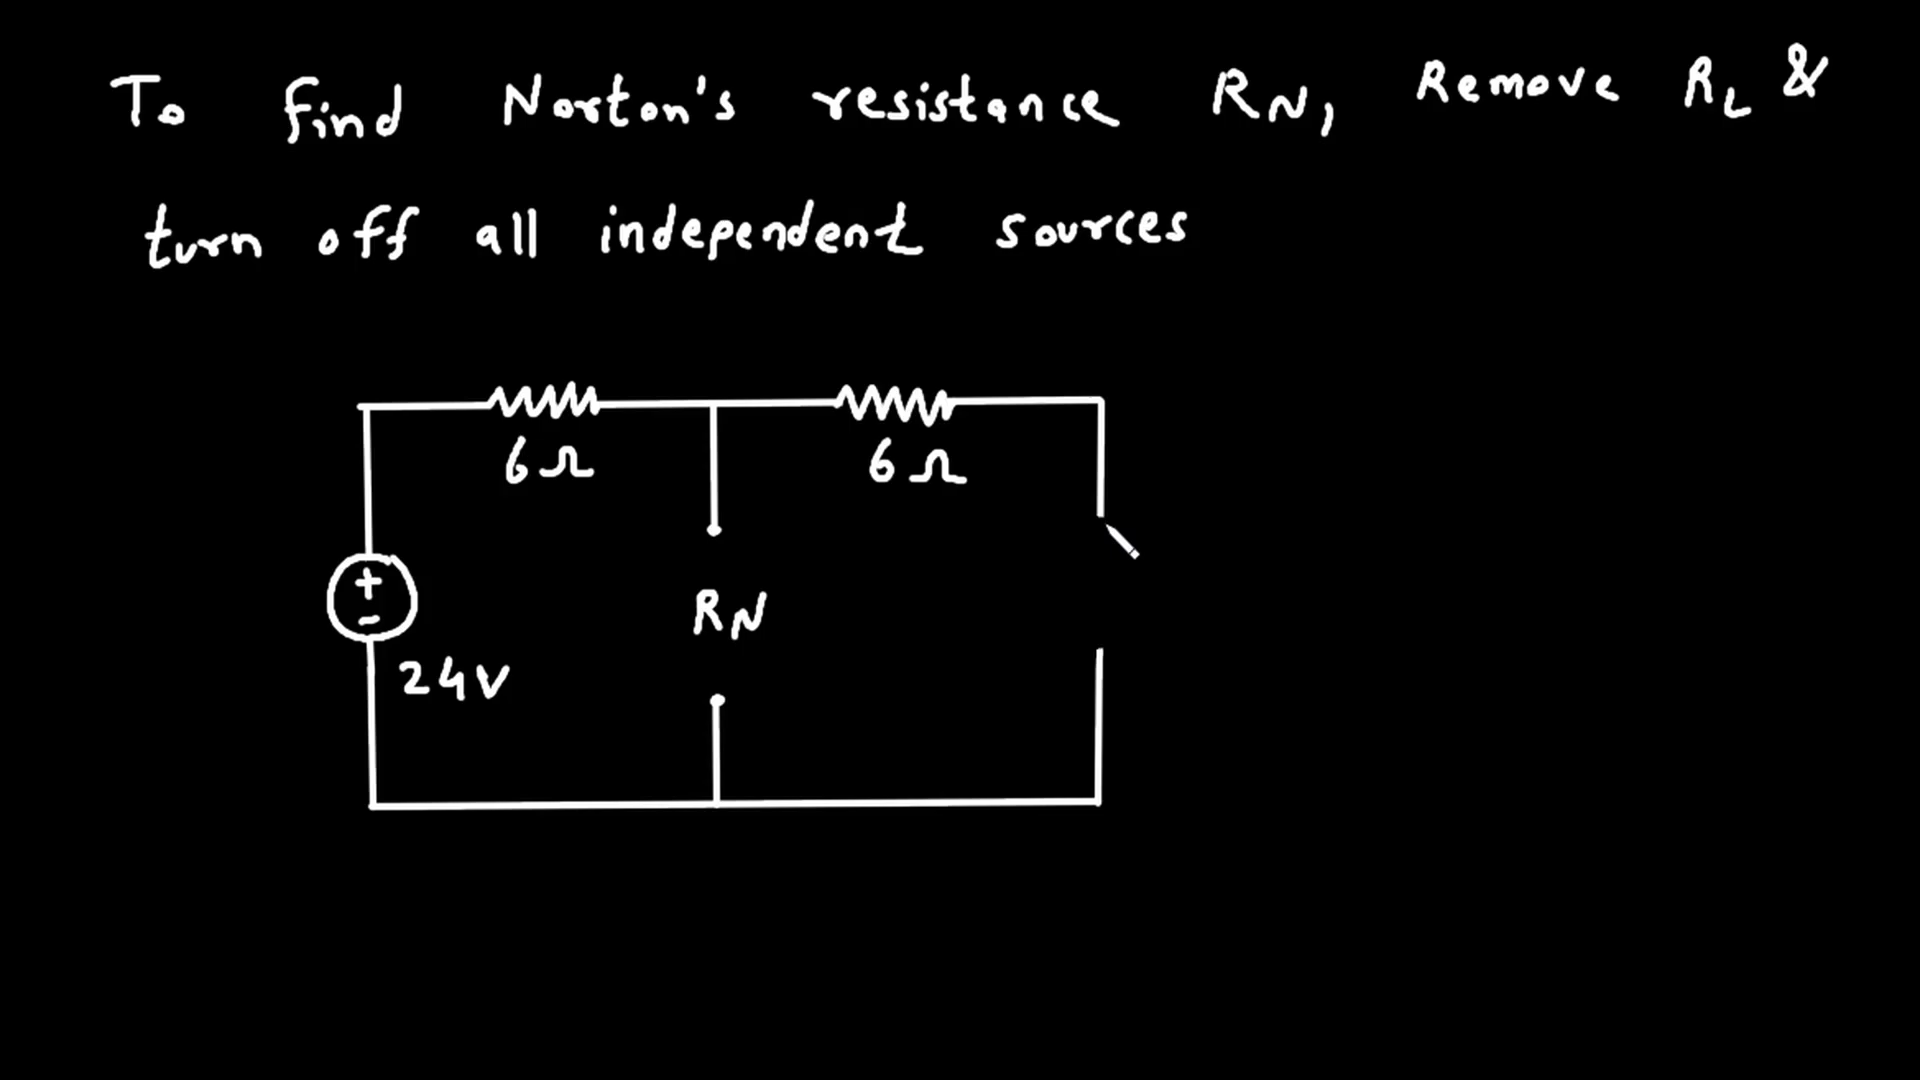 To find Norton's resistance RN, Remove RL &
turn off all independent sources
6Ω 6Ω
+
-
RN
24V